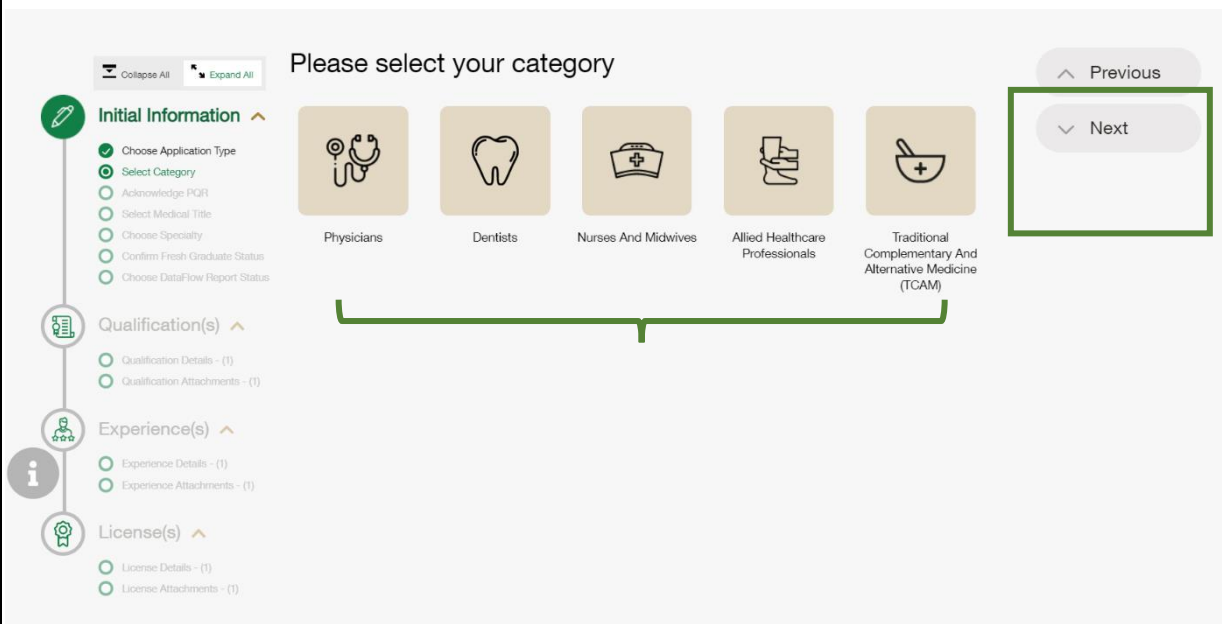 Collapse All
Expand All
Please select your category
Previous
Next
Initial Information
Choose Application Type
Select Category
Acknowledge PQR
Select Medical Title
Choose Specialty
Confirm Fresh Graduate Status
Choose DataFlow Report Status
Physicians
Dentists
Nurses And Midwives
Allied Healthcare
Professionals
Traditional
Complementary And
Alternative Medicine
(TCAM)
Qualification(s)
Qualification Details - (1)
Qualification Attachments - (1)
Experience(s)
Experience Details - (1)
Experience Attachments - (1)
License(s)
License Details - (1)
License Attachments - (1)